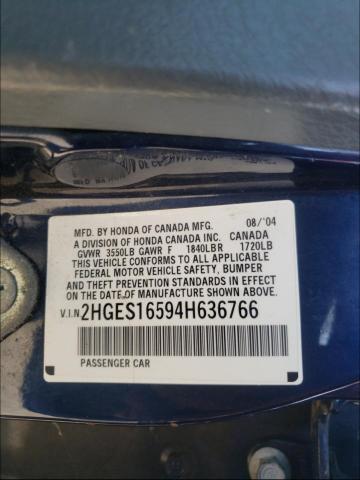 MFD. BY HONDA OF CANADA MFG. 08/'04
A DIVISION OF HONDA CANADA INC. CANADA
GVWR 3550LB GAWR F 1840LB R 1720LB
THIS VEHICLE CONFORMS TO ALL APPLICABLE
FEDERAL MOTOR VEHICLE SAFETY, BUMPER
AND THEFT PREVENTION STANDARDS IN EFFECT
ON THE DATE OF MANUFACTURE SHOWN ABOVE.
V.I.N. 2HGES16594H636766
PASSENGER CAR